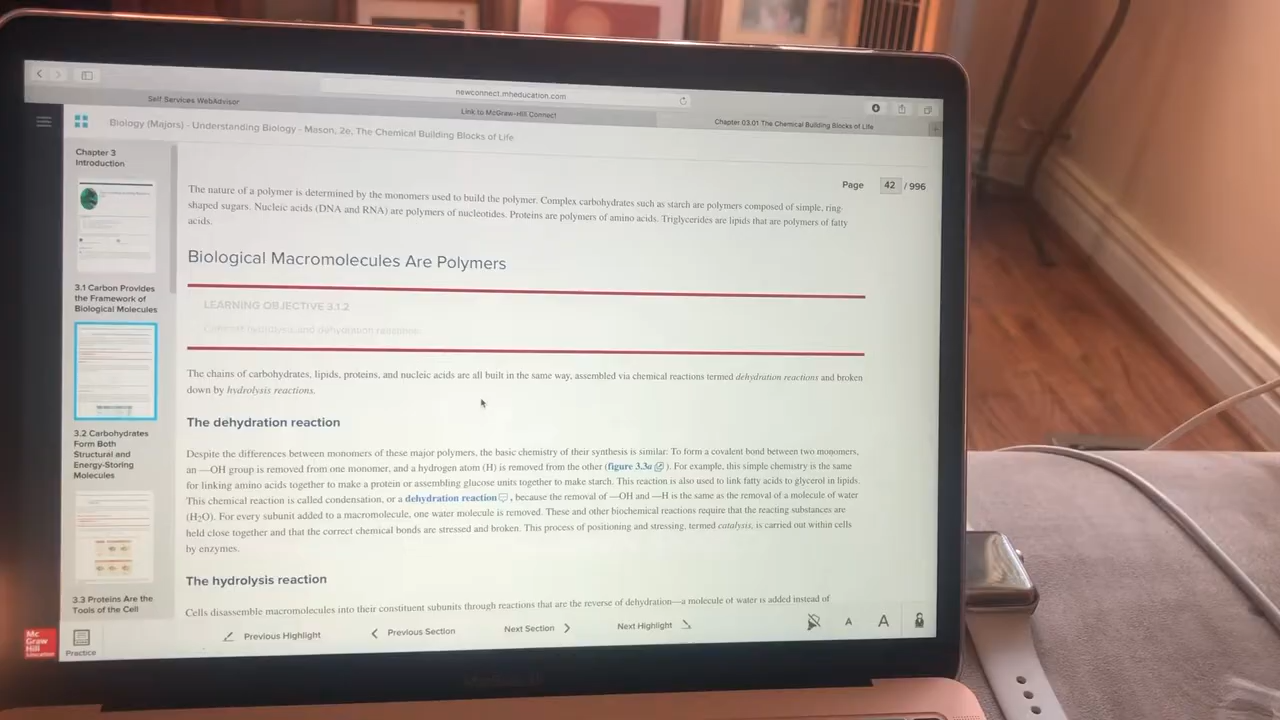 newconnect.mheducation.com
Self Services WebAdvisor
Link to McGraw-Hill Connect
Chapter 03.01 The Chemical Building Blocks of Life
Biology (Majors) - Understanding Biology - Mason, 2e, The Chemical Building Blocks of Life
Chapter 3
Introduction
3.1 Carbon Provides
the Framework of
Biological Molecules
3.2 Carbohydrates
Form Both
Structural and
Energy-Storing
Molecules
3.3 Proteins Are the
Tools of the Cell
Page 42 / 996
The nature of a polymer is determined by the monomers used to build the polymer. Complex carbohydrates such as starch are polymers composed of simple, ring-
shaped sugars. Nucleic acids (DNA and RNA) are polymers of nucleotides. Proteins are polymers of amino acids. Triglycerides are lipids that are polymers of fatty
acids.
Biological Macromolecules Are Polymers
LEARNING OBJECTIVE 3.1.2
hydrolysis and dehydration reactions.
The chains of carbohydrates, lipids, proteins, and nucleic acids are all built in the same way, assembled via chemical reactions termed dehydration reactions and broken
down by hydrolysis reactions.
The dehydration reaction
Despite the differences between monomers of these major polymers, the basic chemistry of their synthesis is similar: To form a covalent bond between two monomers,
an —OH group is removed from one monomer, and a hydrogen atom (H) is removed from the other (figure 3.3a). For example, this simple chemistry is the same
for linking amino acids together to make a protein or assembling glucose units together to make starch. This reaction is also used to link fatty acids to glycerol in lipids.
This chemical reaction is called condensation, or a dehydration reaction, because the removal of —OH and —H is the same as the removal of a molecule of water
(H2O). For every subunit added to a macromolecule, one water molecule is removed. These and other biochemical reactions require that the reacting substances are
held close together and that the correct chemical bonds are stressed and broken. This process of positioning and stressing, termed catalysis, is carried out within cells
by enzymes.
The hydrolysis reaction
Cells disassemble macromolecules into their constituent subunits through reactions that are the reverse of dehydration—a molecule of water is added instead of
Mc
Graw
Hill
Education
Practice
Previous Highlight
Previous Section
Next Section
Next Highlight
A
A